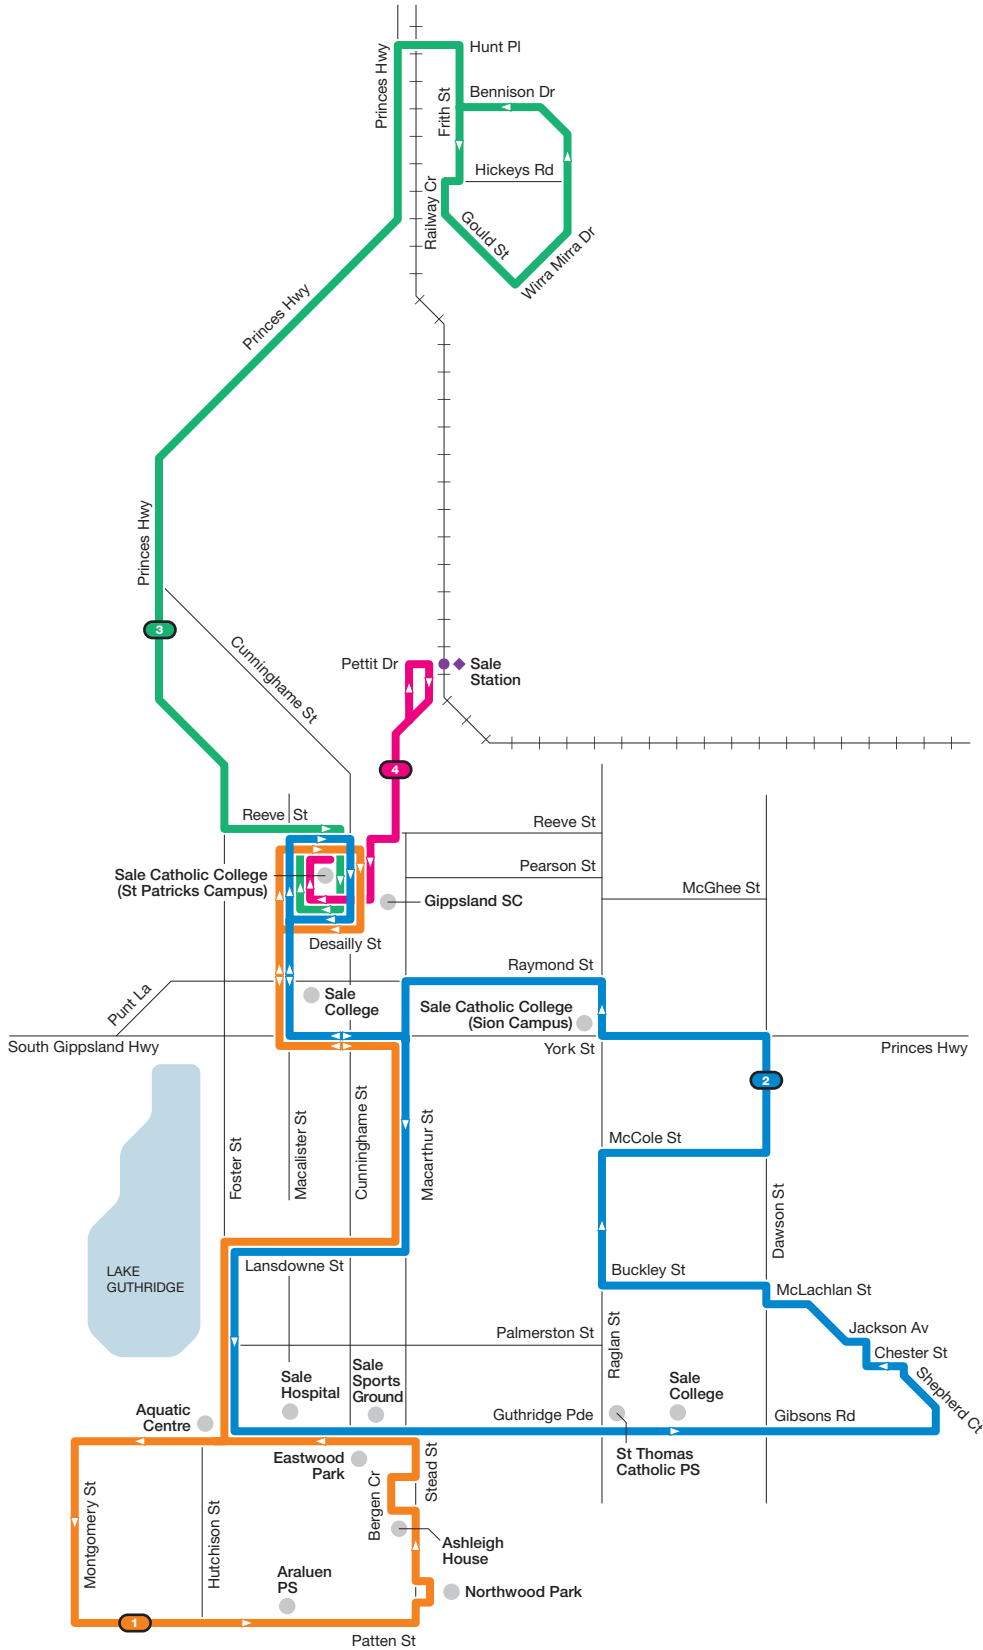 Hunt Pl
Princes Hwy
Frith St
Bennison Dr
Hickeys Rd
Railway Cr
Gould St
Wirra Mirra Dr
Princes Hwy
Princes Hwy
3
Cunninghame St
Pettit Dr
Sale
Station
4
Reeve St
Reeve St
Pearson St
McGhee St
Sale Catholic College
(St Patricks Campus)
Gippsland SC
Desailly St
Raymond St
Punt La
Sale
College
Sale Catholic College
(Sion Campus)
South Gippsland Hwy
York St
Princes Hwy
2
Foster St
Macalister St
Cunninghame St
Macarthur St
McCole St
Dawson St
LAKE
GUTHRIDGE
Lansdowne St
Buckley St
McLachlan St
Palmerston St
Raglan St
Jackson Av
Chester St
Shepherd Ct
Sale
Hospital
Sale
Sports
Ground
Sale
College
Aquatic
Centre
Guthridge Pde
Gibsons Rd
St Thomas
Catholic PS
Eastwood
Park
Stead St
Bergen Cr
Montgomery St
Hutchison St
Ashleigh
House
Araluen
PS
Northwood Park
1
Patten St